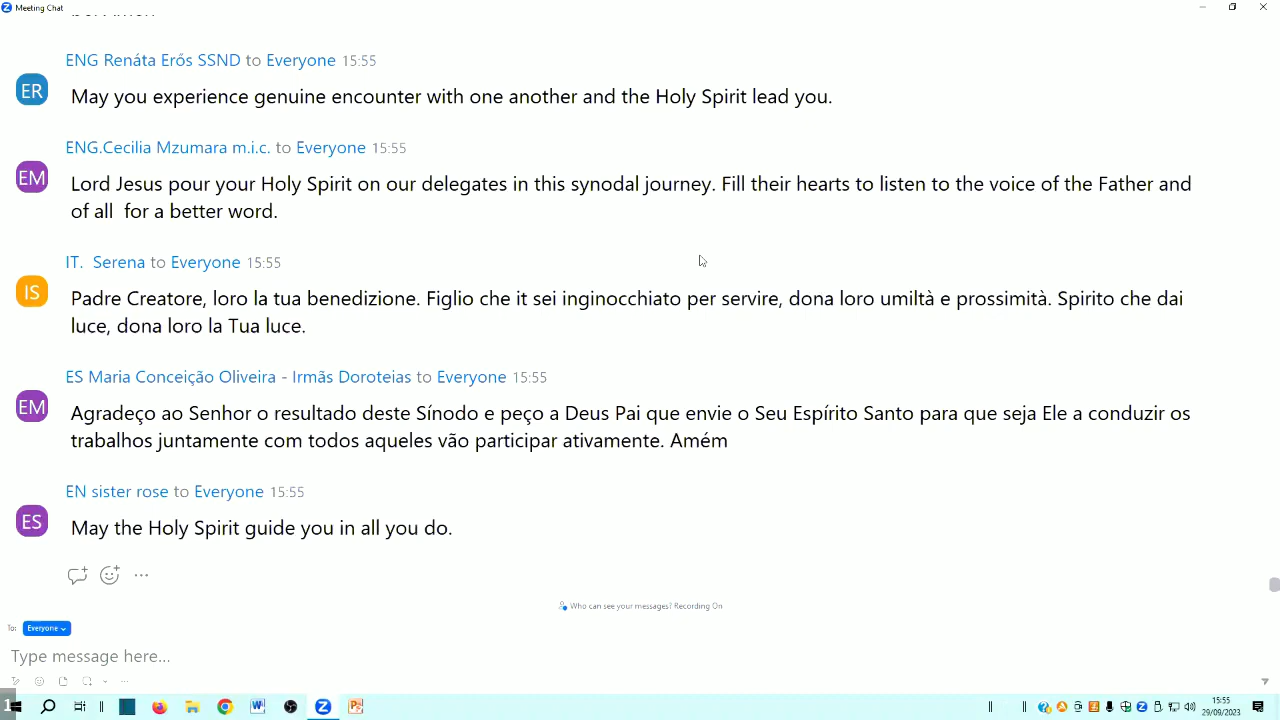 Meeting Chat
ENG Renáta Erős SSND to Everyone 15:55
ER
May you experience genuine encounter with one another and the Holy Spirit lead you.
ENG.Cecilia Mzumara m.i.c. to Everyone 15:55
EM
Lord Jesus pour your Holy Spirit on our delegates in this synodal journey. Fill their hearts to listen to the voice of the Father and
of all for a better word.
IT. Serena to Everyone 15:55
IS
Padre Creatore, loro la tua benedizione. Figlio che it sei inginocchiato per servire, dona loro umiltà e prossimità. Spirito che dai
luce, dona loro la Tua luce.
ES Maria Conceição Oliveira - Irmãs Doroteias to Everyone 15:55
EM
Agradeço ao Senhor o resultado deste Sínodo e peço a Deus Pai que envie o Seu Espírito Santo para que seja Ele a conduzir os
trabalhos juntamente com todos aqueles vão participar ativamente. Amém
EN sister rose to Everyone 15:55
ES
May the Holy Spirit guide you in all you do.
Who can see your messages? Recording On
To: Everyone
Type message here...
1
15:55
29/09/2023